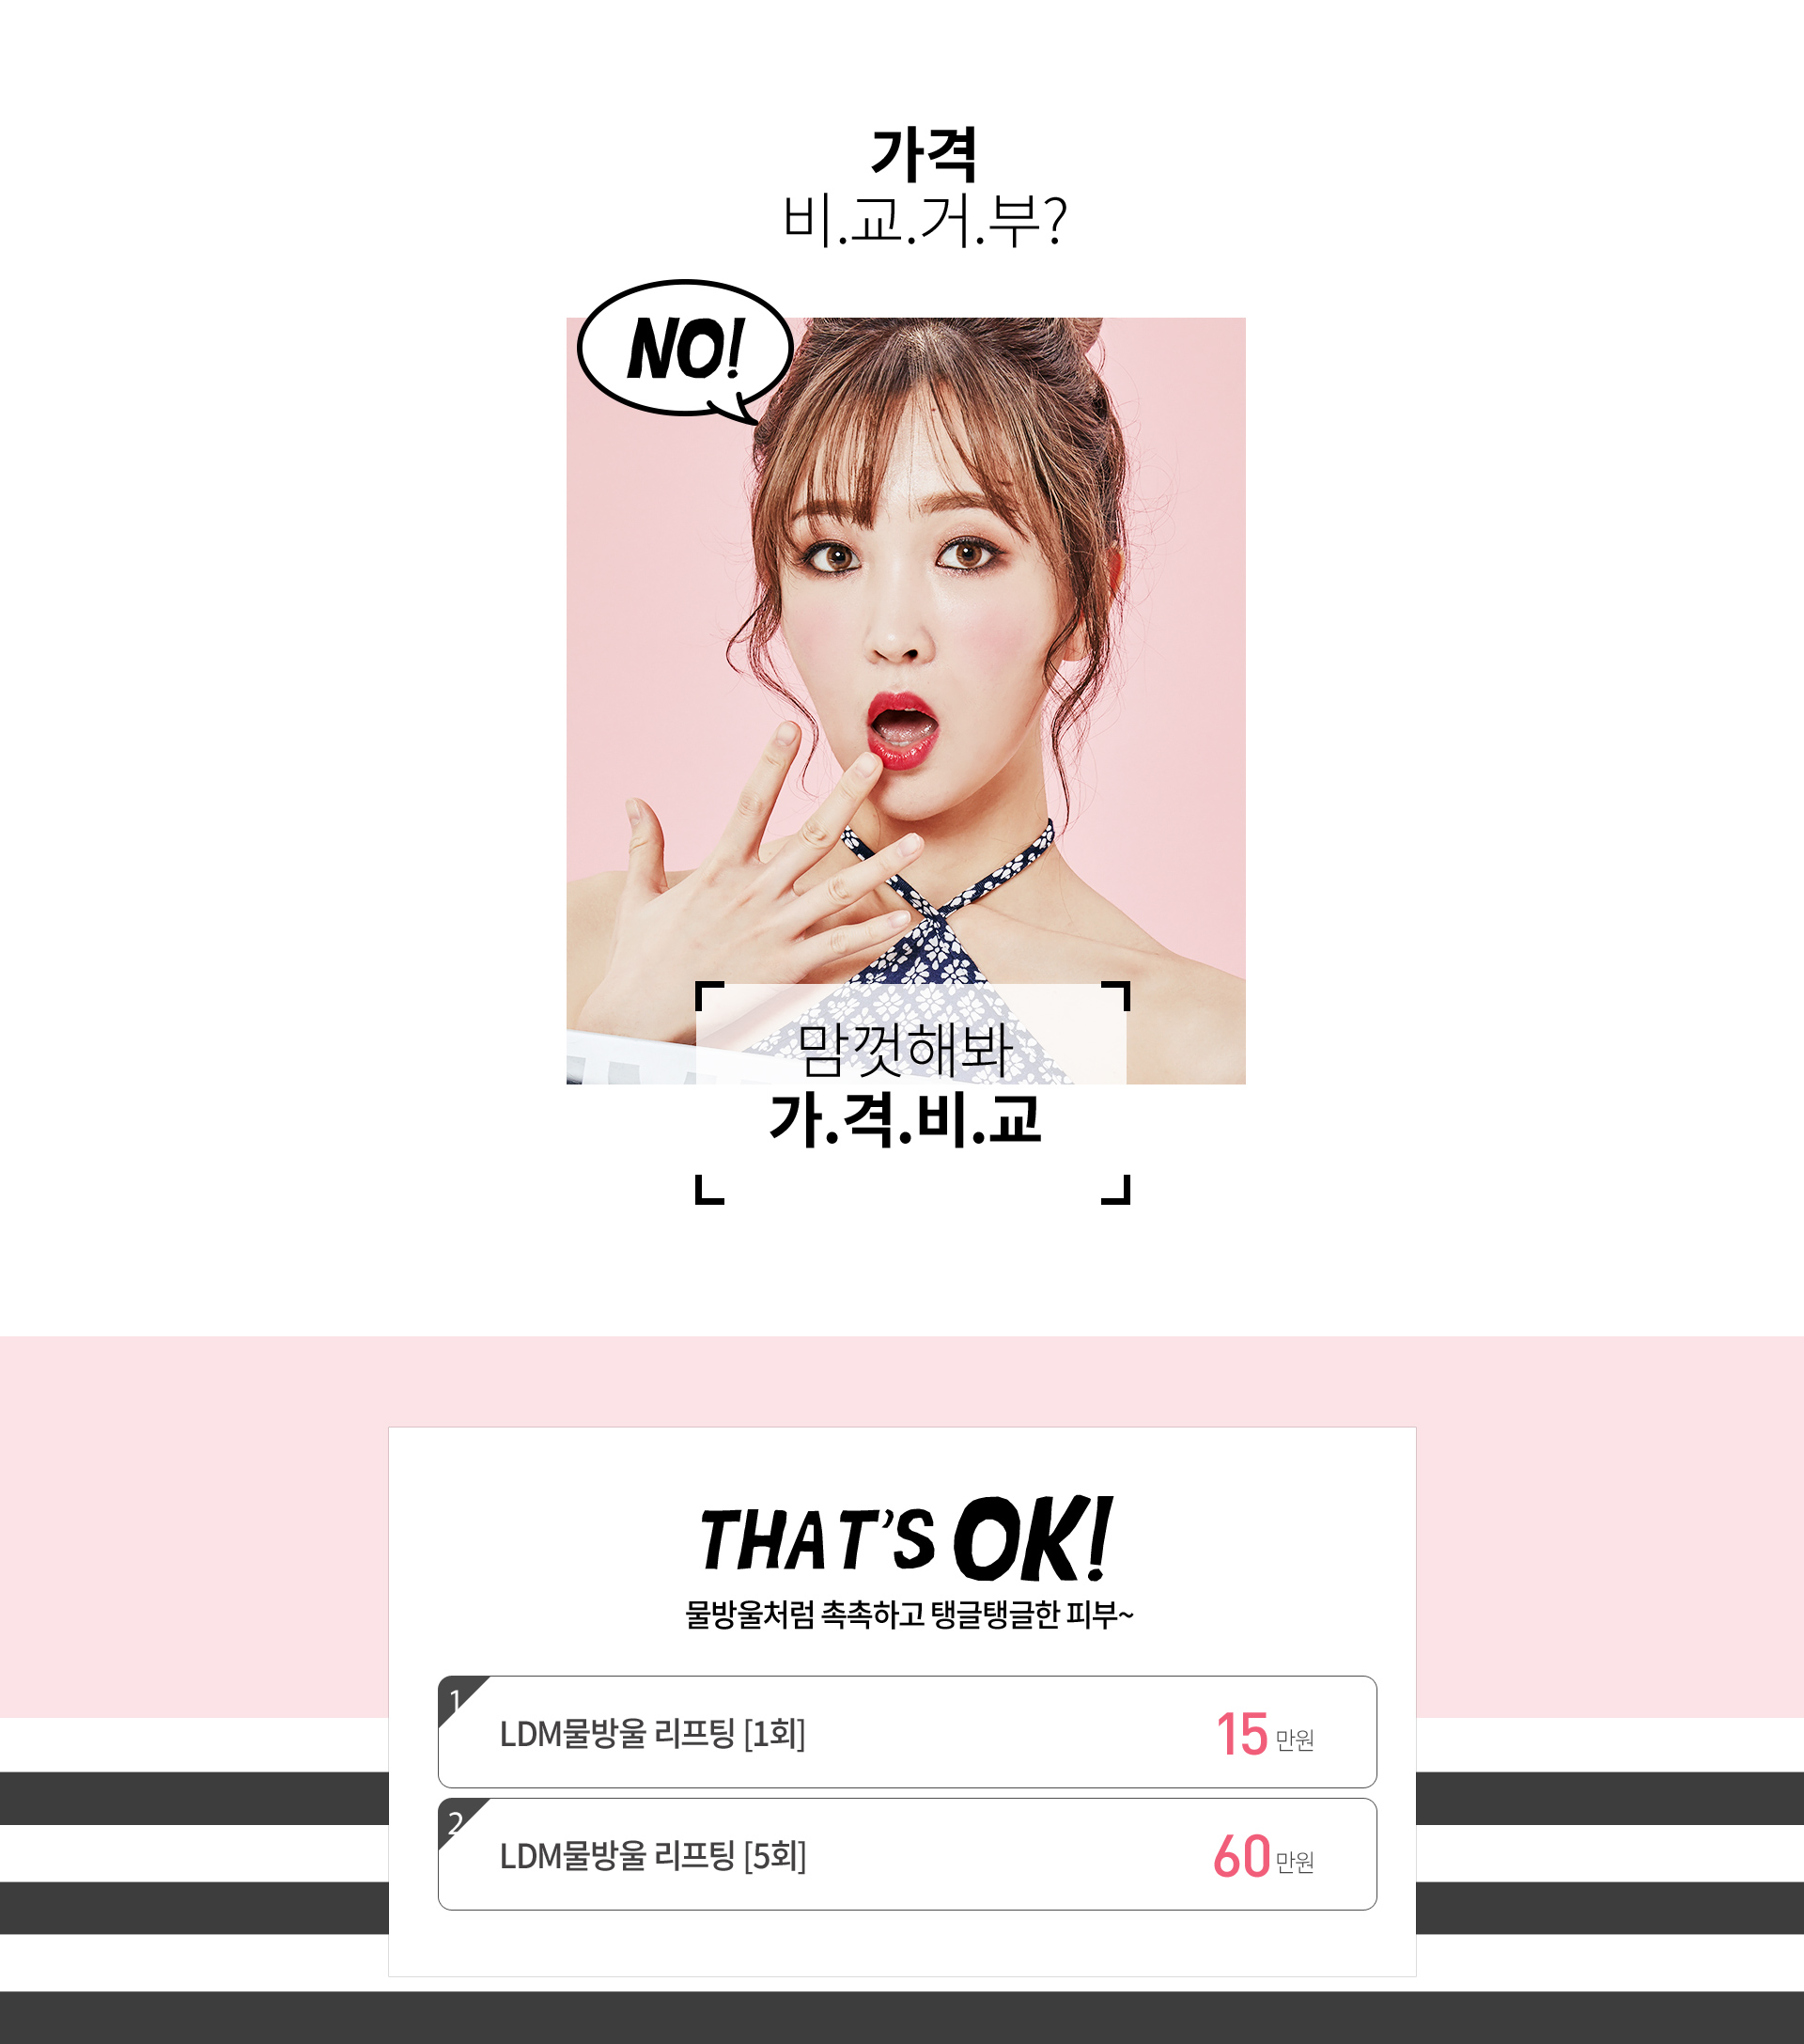 가격
비.교.거.부?
NO!
맘껏해봐
가.격.비.교
THAT'S OK!
물방울처럼 촉촉하고 탱글탱글한 피부~
1
LDM물방울 리프팅 [1회]
15 만원
2
LDM물방울 리프팅 [5회]
60 만원